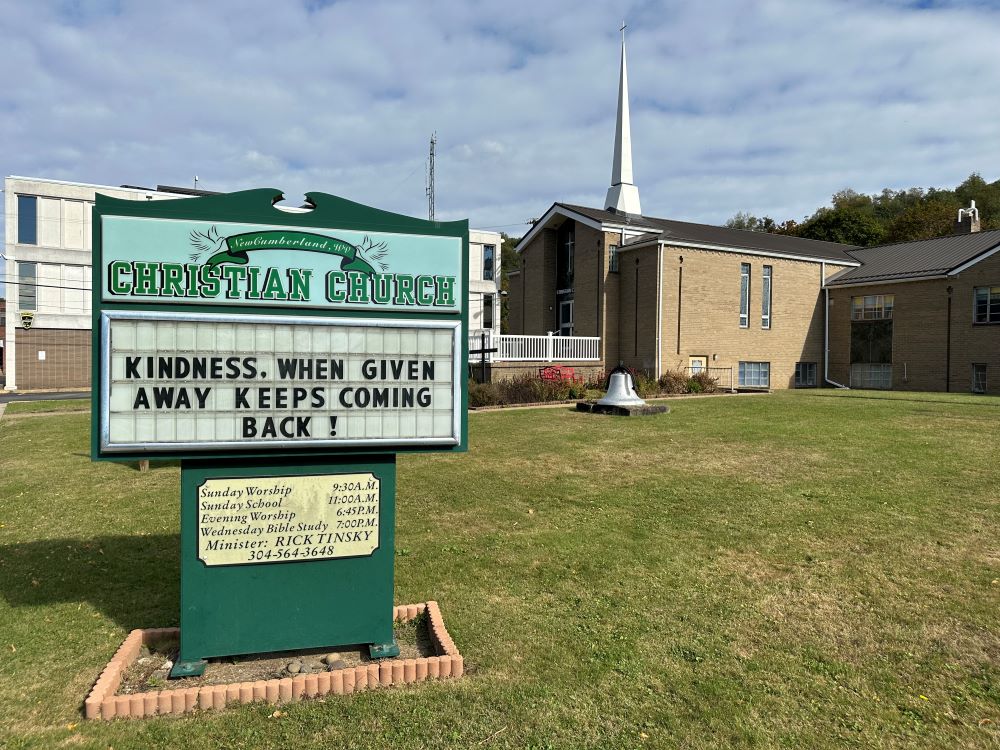 New Cumberland, WV
CHRISTIAN CHURCH
KINDNESS, WHEN GIVEN
AWAY KEEPS COMING
BACK !
Sunday Worship 9:30A.M.
Sunday School 11:00A.M.
Evening Worship 6:45P.M.
Wednesday Bible Study 7:00P.M.
Minister: RICK TINSKY
304-564-3648